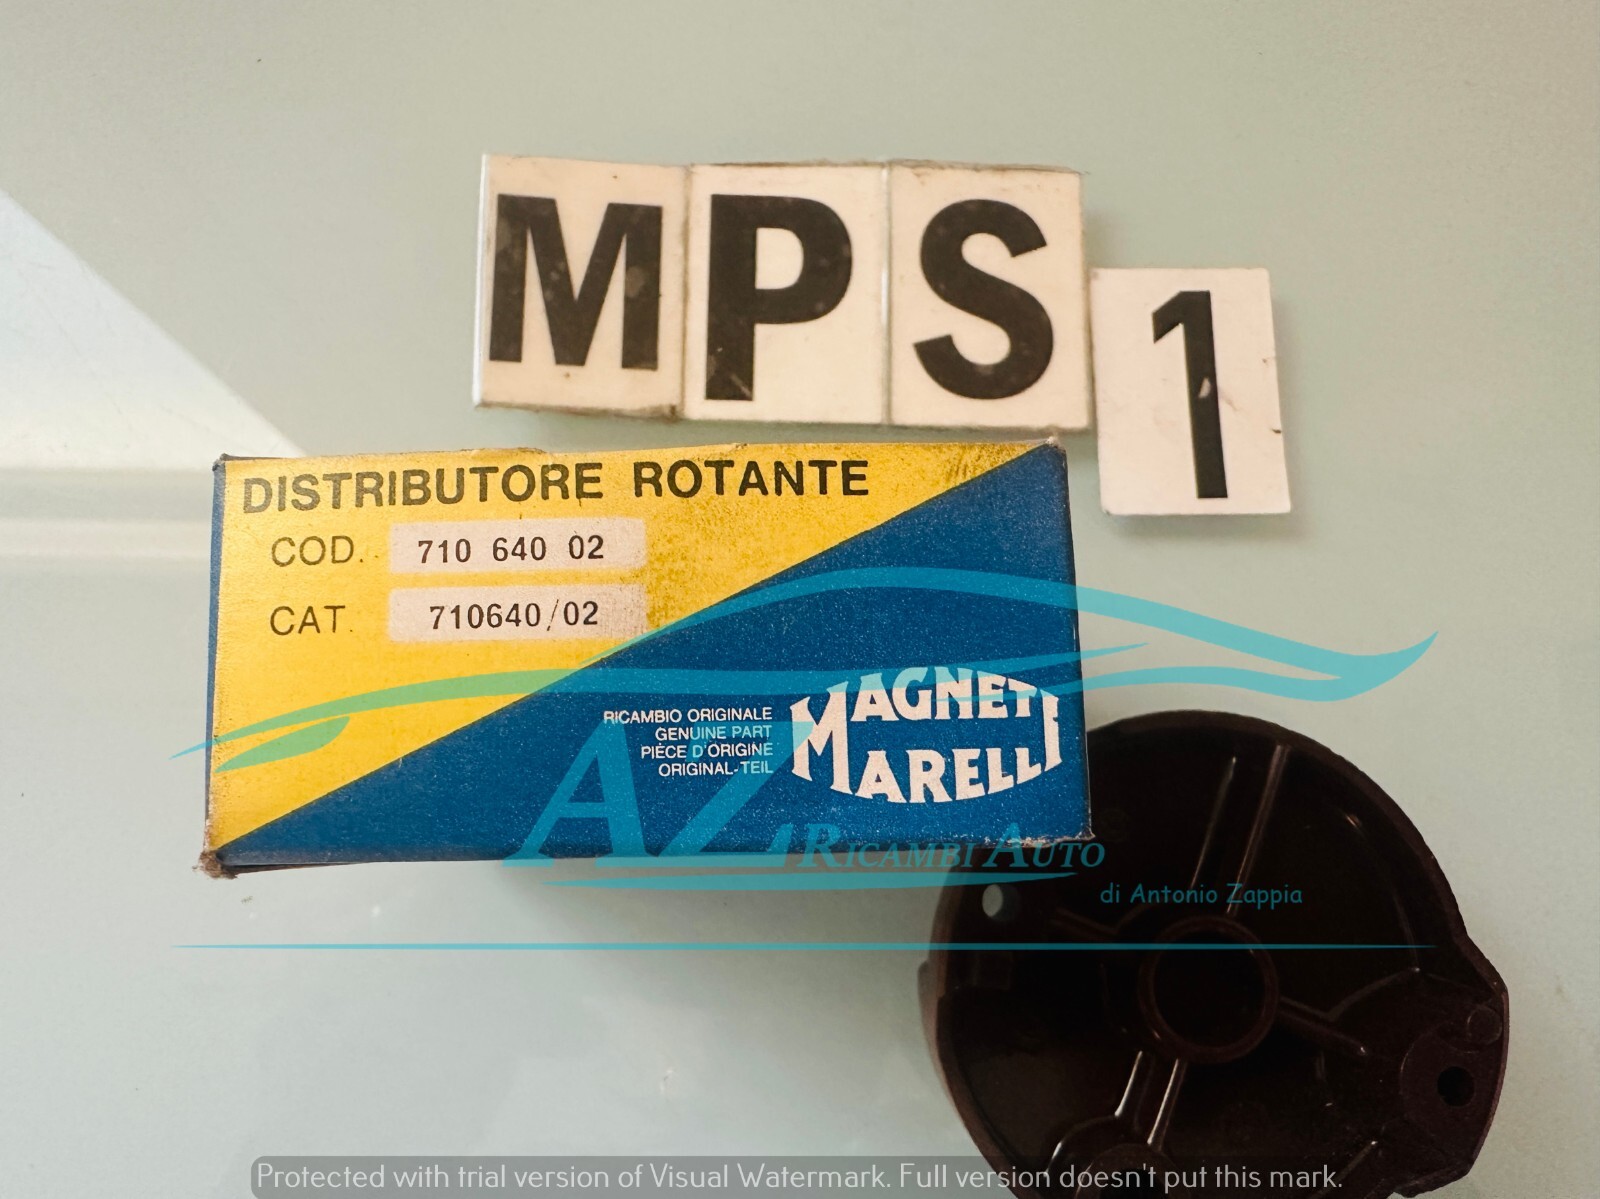 MPS
1
DISTRIBUTORE ROTANTE
COD. 710 640 02
CAT. 710640/02
RICAMBIO ORIGINALE
GENUINE PART
PIÈCE D'ORIGINE
ORIGINAL-TEIL
MAGNETI
MARELLI
AZ RICAMBI AUTO
di Antonio Zappia
Protected with trial version of Visual Watermark. Full version doesn't put this mark.